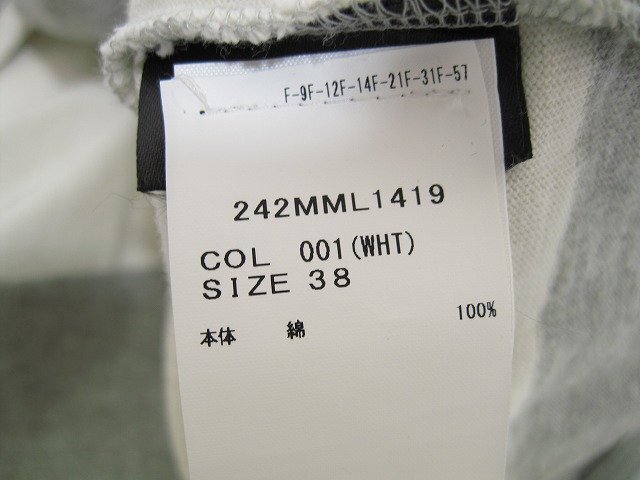 F-9F-12F-14F-21F-31F-57
242MML1419
COL 001(WHT)
SIZE 38
本体 綿 100%